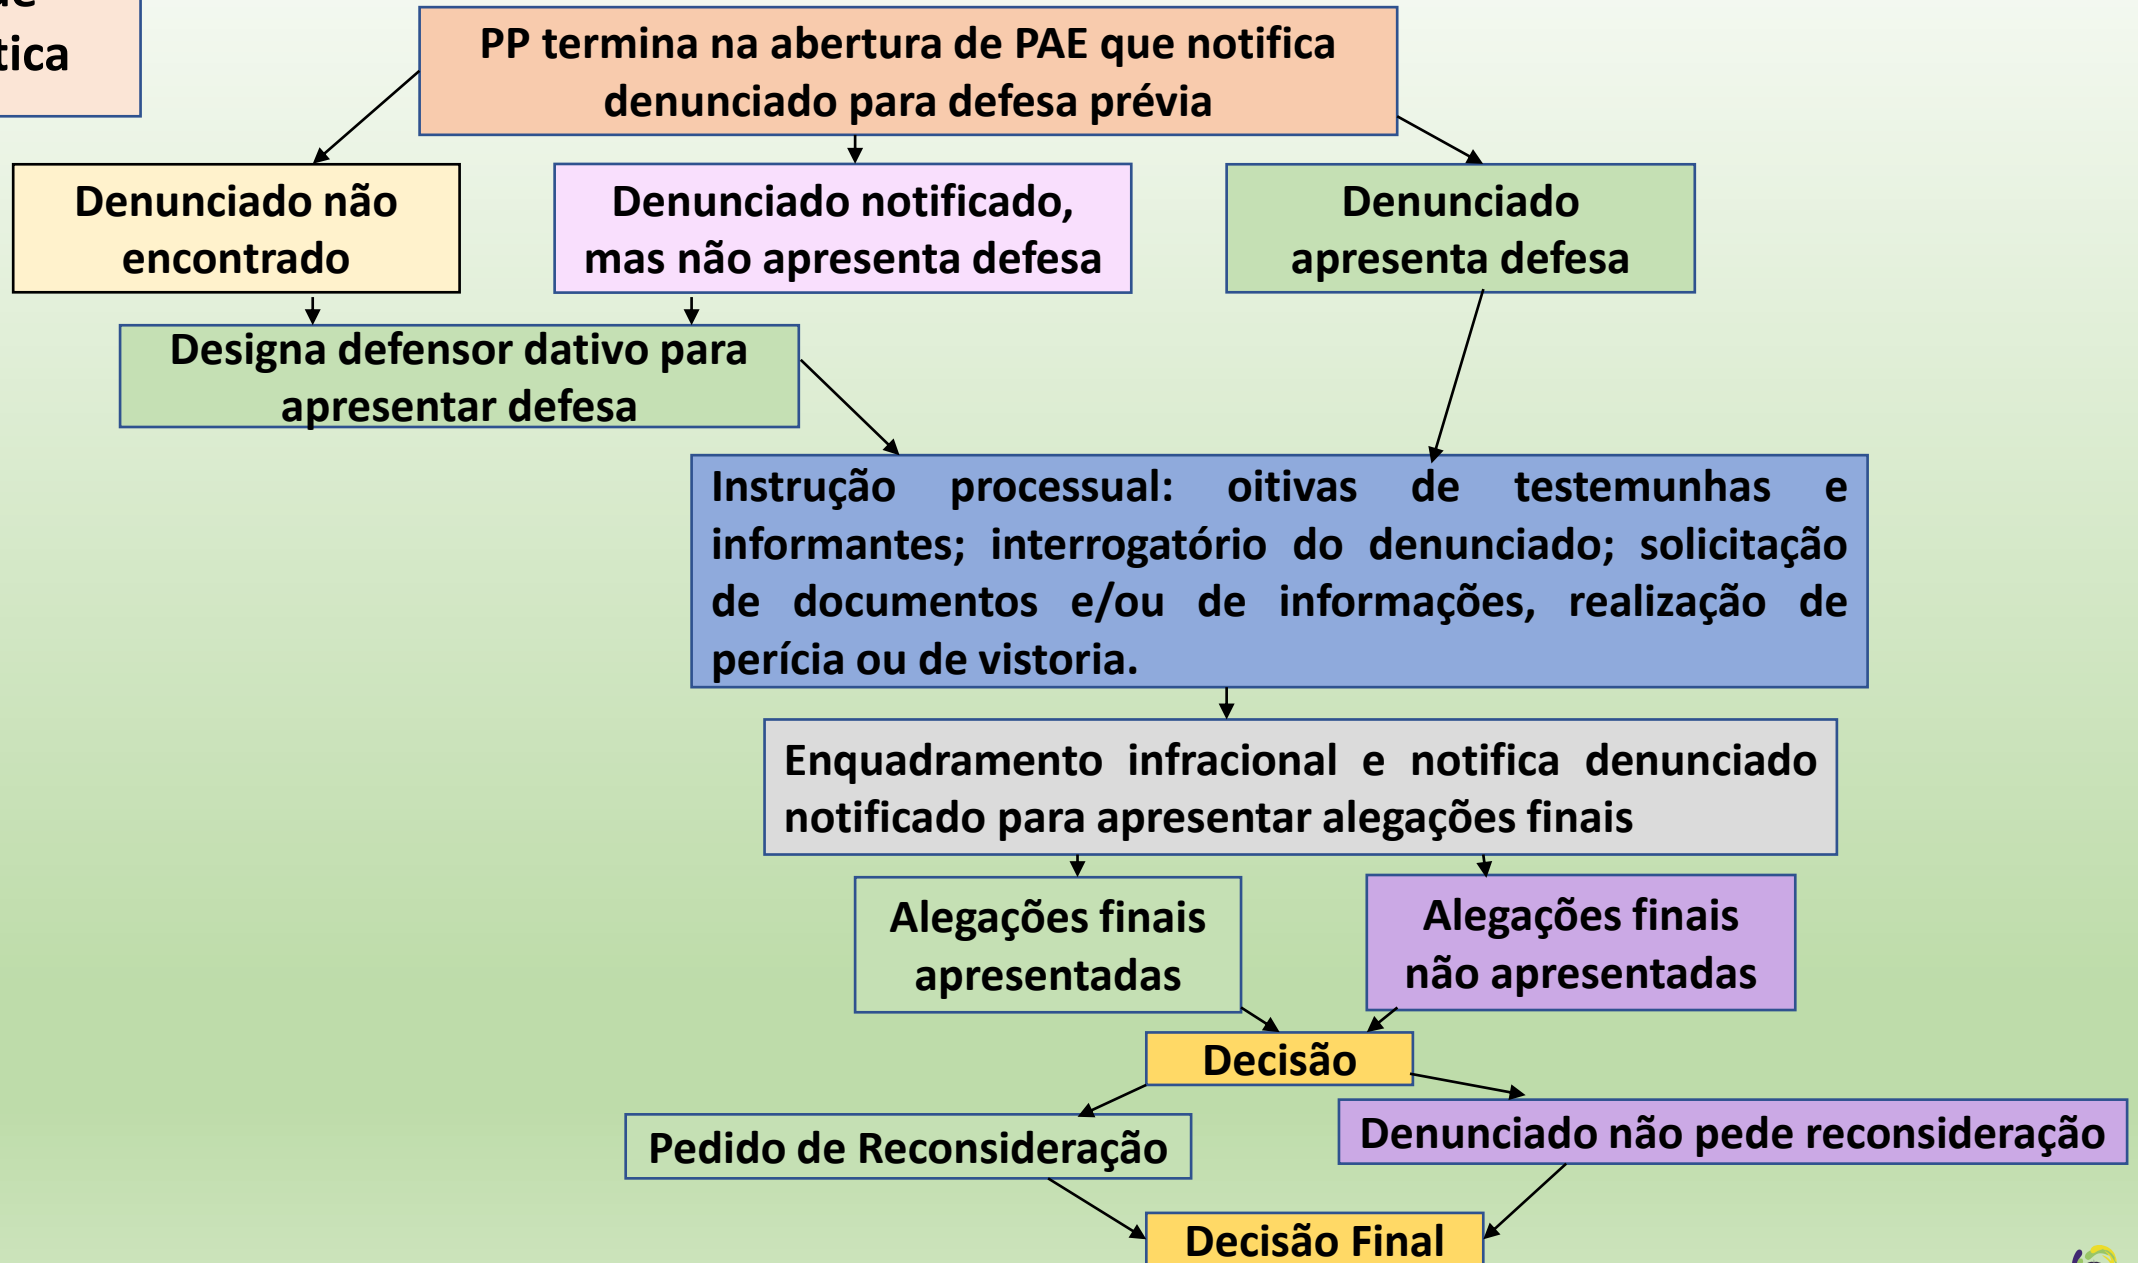 tica
PP termina na abertura de PAE que notifica
denunciado para defesa prévia
Denunciado não
encontrado
Denunciado notificado,
mas não apresenta defesa
Denunciado
apresenta defesa
Designa defensor dativo para
apresentar defesa
Instrução processual: oitivas de testemunhas e
informantes; interrogatório do denunciado; solicitação
de documentos e/ou de informações, realização de
perícia ou de vistoria.
Enquadramento infracional e notifica denunciado
notificado para apresentar alegações finais
Alegações finais
apresentadas
Alegações finais
não apresentadas
Decisão
Pedido de Reconsideração
Denunciado não pede reconsideração
Decisão Final